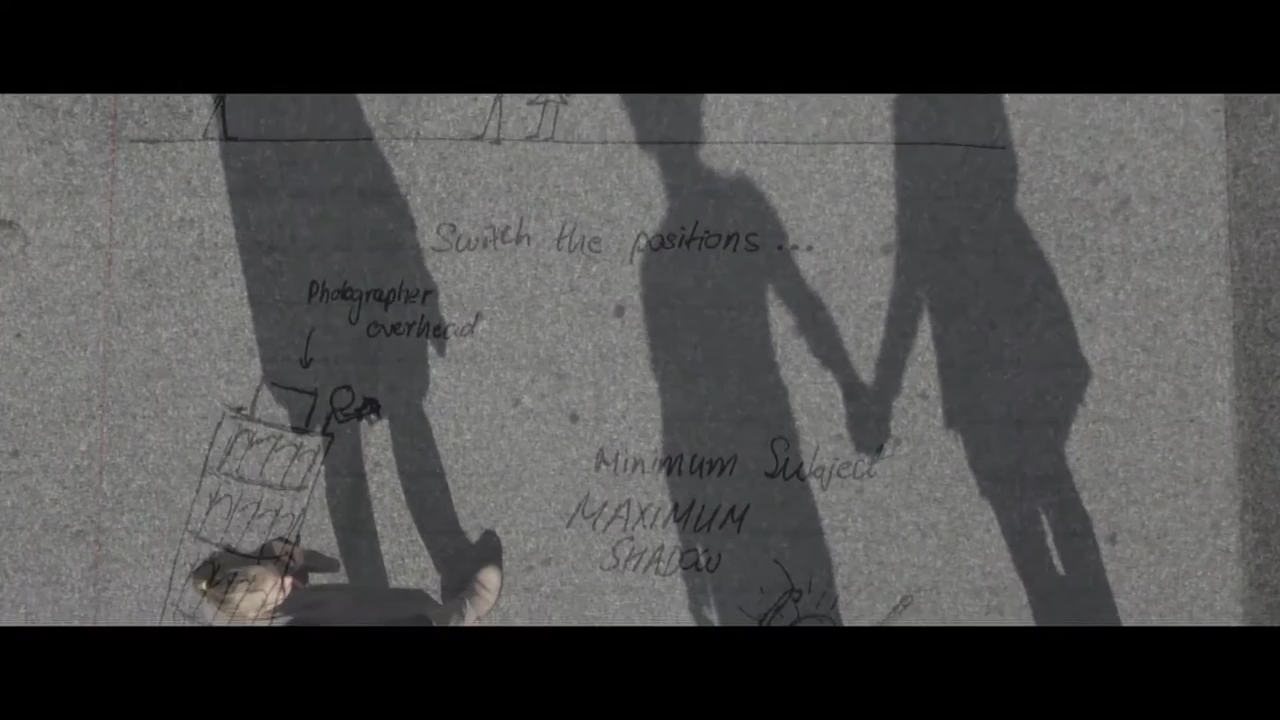 Switch the positions...
Photographer
overhead
Minimum Subject
MAXIMUM
SHADOW